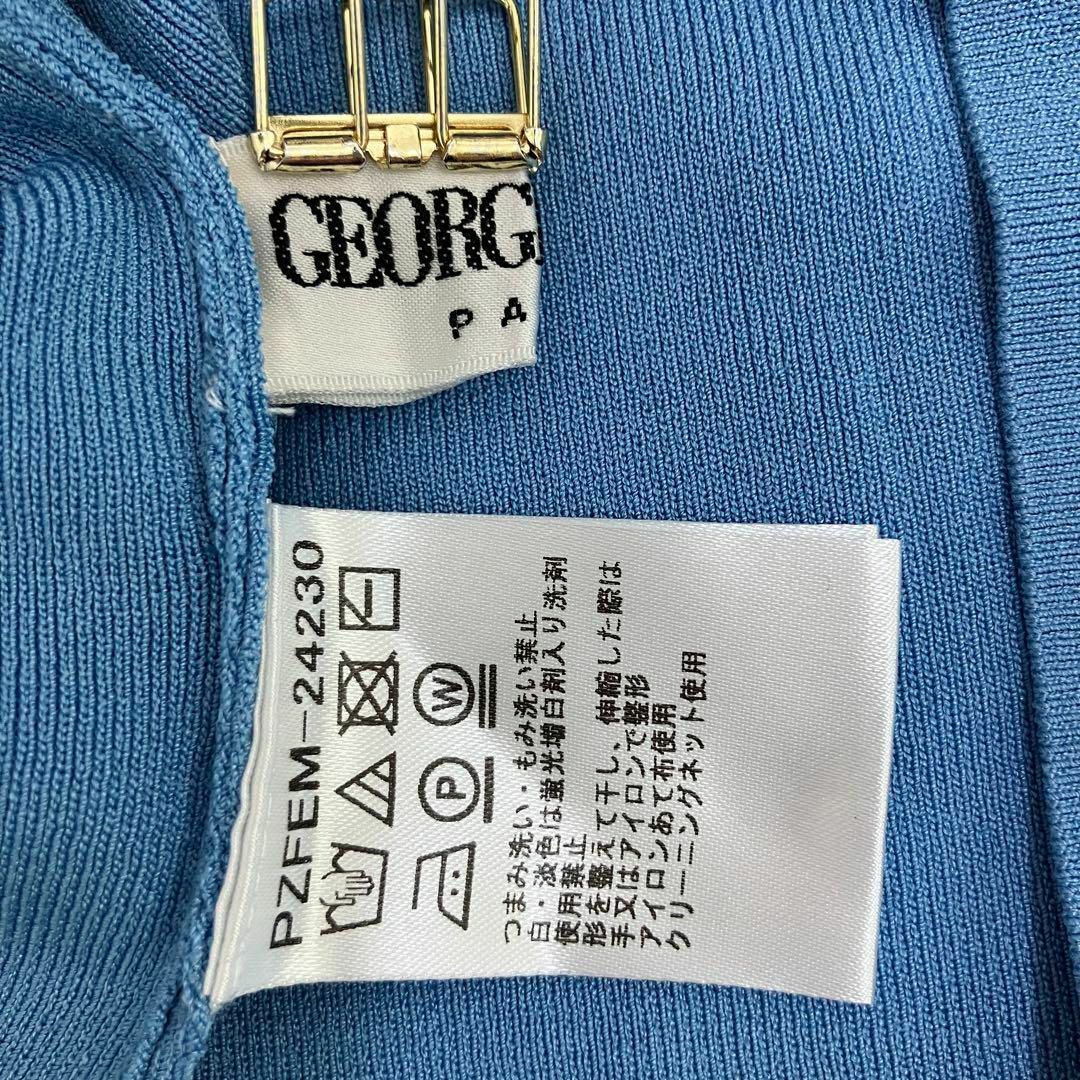 GEORG
PA
PZFEM-24230
W
P
つまみ洗い・もみ洗い禁止
白・淡色は蛍光増白剤入り洗剤
使用禁止
形を整えて干し、伸縮した際は
手又はアイロンで整形
アイロンあて布使用
クリーニングネット使用